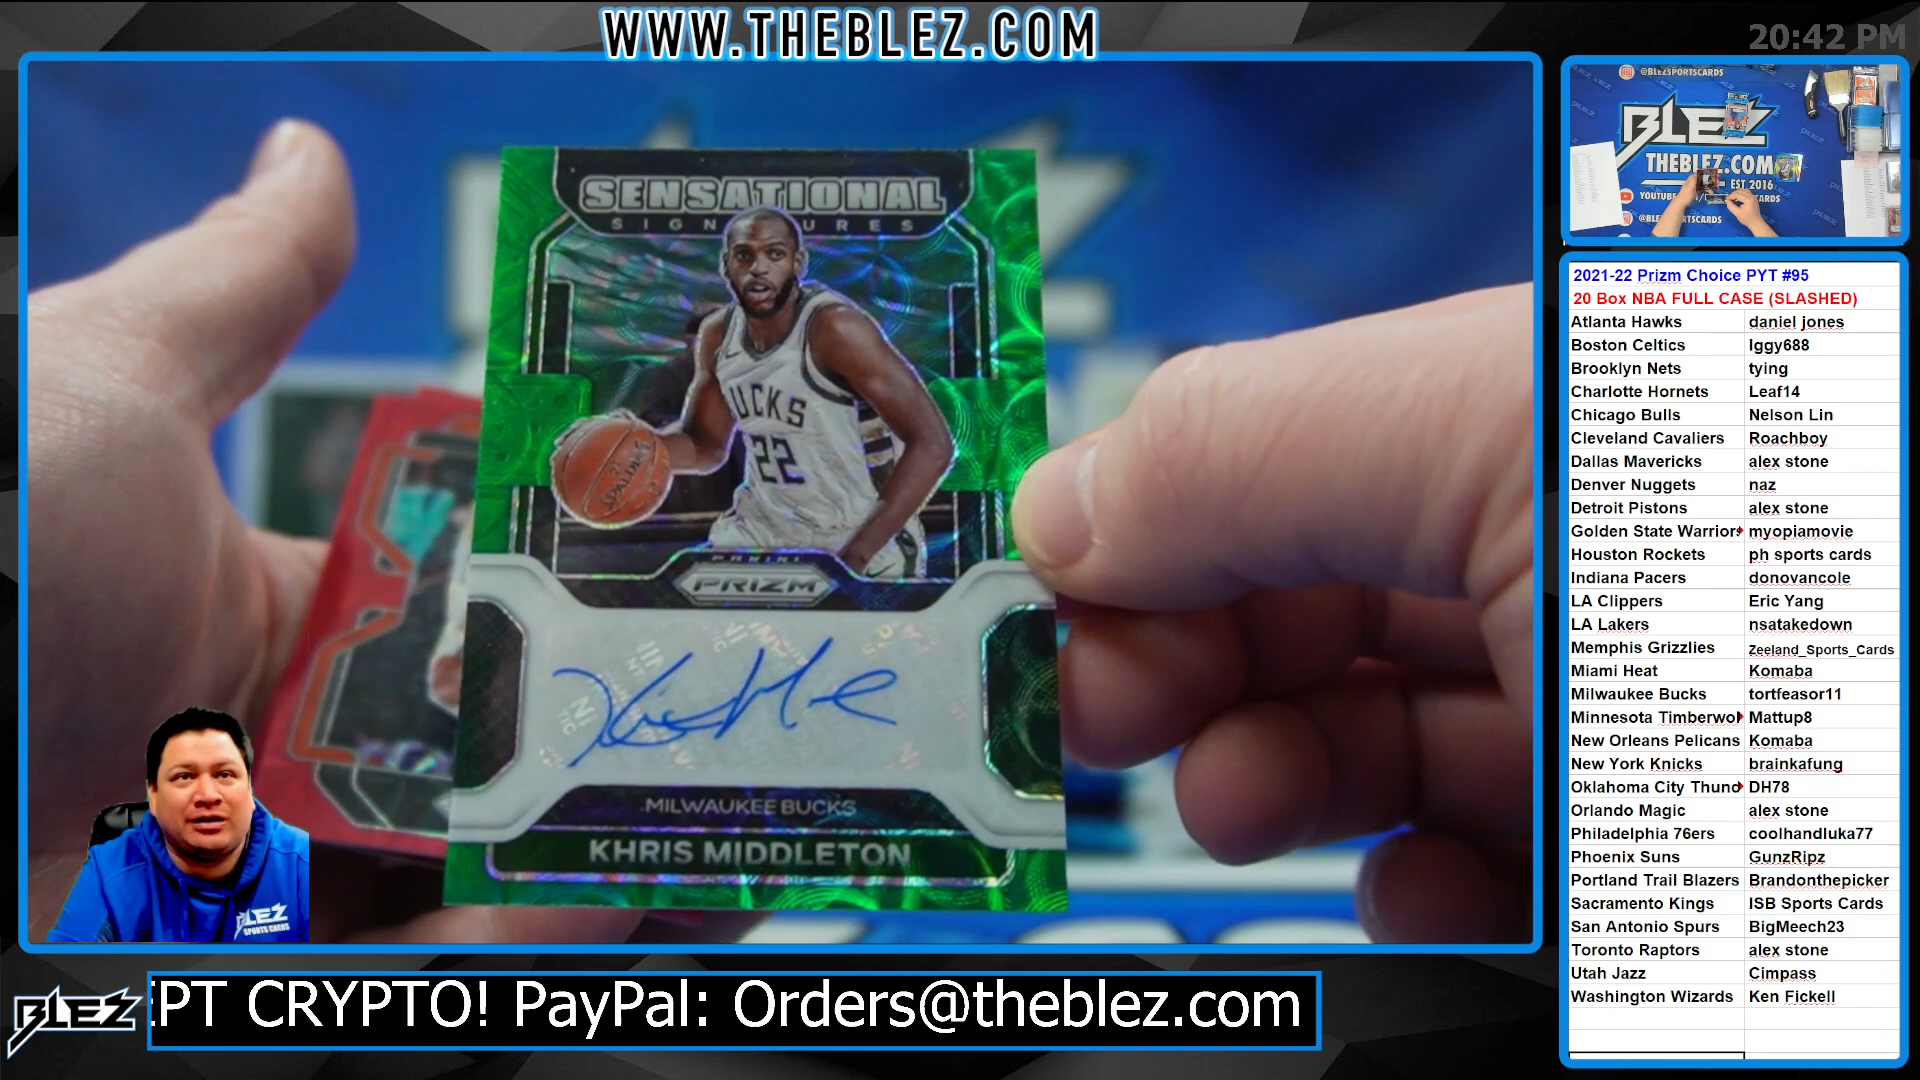 WWW.THEBLEZ.COM
20:42 PM
SENSATIONAL
SIGNATURES
BUCKS
22
SPALDING
PANINI
PRIZM
MILWAUKEE BUCKS
KHRIS MIDDLETON
BLEZ
SPORTS CARDS
BLEZ
EPT CRYPTO! PayPal: Orders@theblez.com
@BLEZSPORTSCARDS
BLEZ
THEBLEZ.COM
EST 2016
2021-22 Prizm Choice PYT #95
20 Box NBA FULL CASE (SLASHED)
Atlanta Hawks daniel jones
Boston Celtics Iggy688
Brooklyn Nets tying
Charlotte Hornets Leaf14
Chicago Bulls Nelson Lin
Cleveland Cavaliers Roachboy
Dallas Mavericks alex stone
Denver Nuggets naz
Detroit Pistons alex stone
Golden State Warriors myopiamovie
Houston Rockets ph sports cards
Indiana Pacers donovancole
LA Clippers Eric Yang
LA Lakers nsatakedown
Memphis Grizzlies Zeeland_Sports_Cards
Miami Heat Komaba
Milwaukee Bucks tortfeasor11
Minnesota Timberwol Mattup8
New Orleans Pelicans Komaba
New York Knicks brainkafung
Oklahoma City Thund DH78
Orlando Magic alex stone
Philadelphia 76ers coolhandluka77
Phoenix Suns GunzRipz
Portland Trail Blazers Brandonthepicker
Sacramento Kings ISB Sports Cards
San Antonio Spurs BigMeech23
Toronto Raptors alex stone
Utah Jazz Cimpass
Washington Wizards Ken Fickell